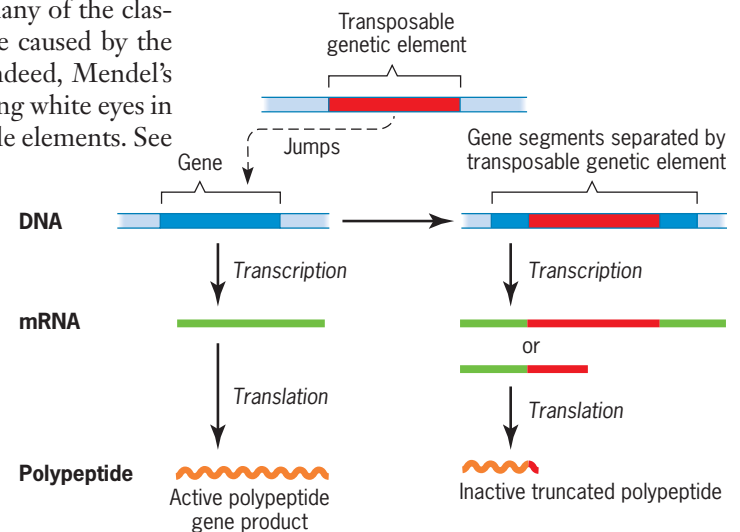 any of the clas-
e caused by the
ndeed, Mendel's
ng white eyes in
le elements. See
Transposable
genetic element
Jumps
Gene
Gene segments separated by
transposable genetic element
DNA
Transcription
Transcription
mRNA
or
Translation
Translation
Polypeptide
Active polypeptide
gene product
Inactive truncated polypeptide